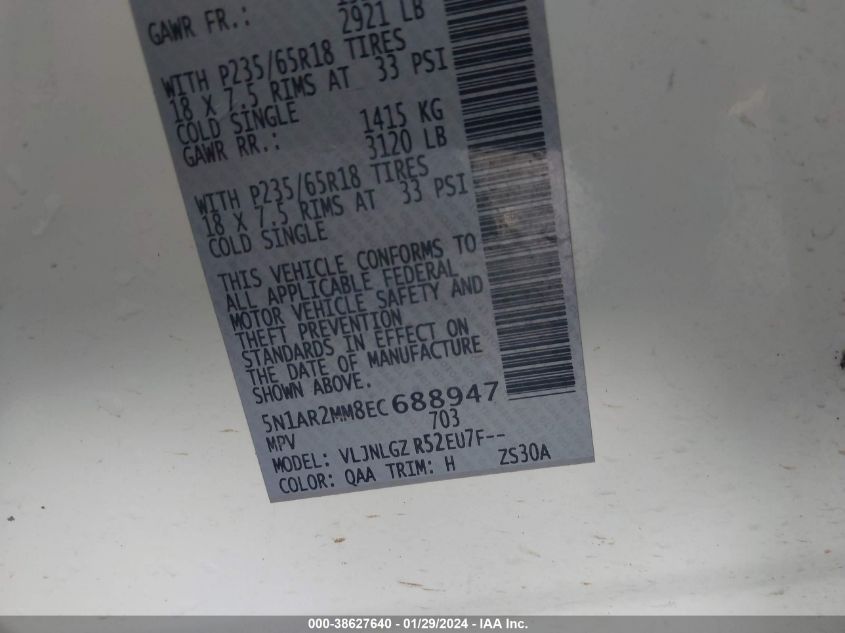 GAWR FR.:
2921 LB
WITH P235/65R18 TIRES
18 X 7.5 RIMS AT 33 PSI
COLD SINGLE
1415 KG
GAWR RR.:
3120 LB
WITH P235/65R18 TIRES
18 X 7.5 RIMS AT 33 PSI
COLD SINGLE
THIS VEHICLE CONFORMS TO
ALL APPLICABLE FEDERAL
MOTOR VEHICLE SAFETY AND
THEFT PREVENTION
STANDARDS IN EFFECT ON
THE DATE OF MANUFACTURE
SHOWN ABOVE.
5N1AR2MM8EC688947
MPV 703
MODEL: VLJNLGZ R52EU7F--
COLOR: QAA TRIM: H ZS30A
000-38627640 - 01/29/2024 - IAA Inc.